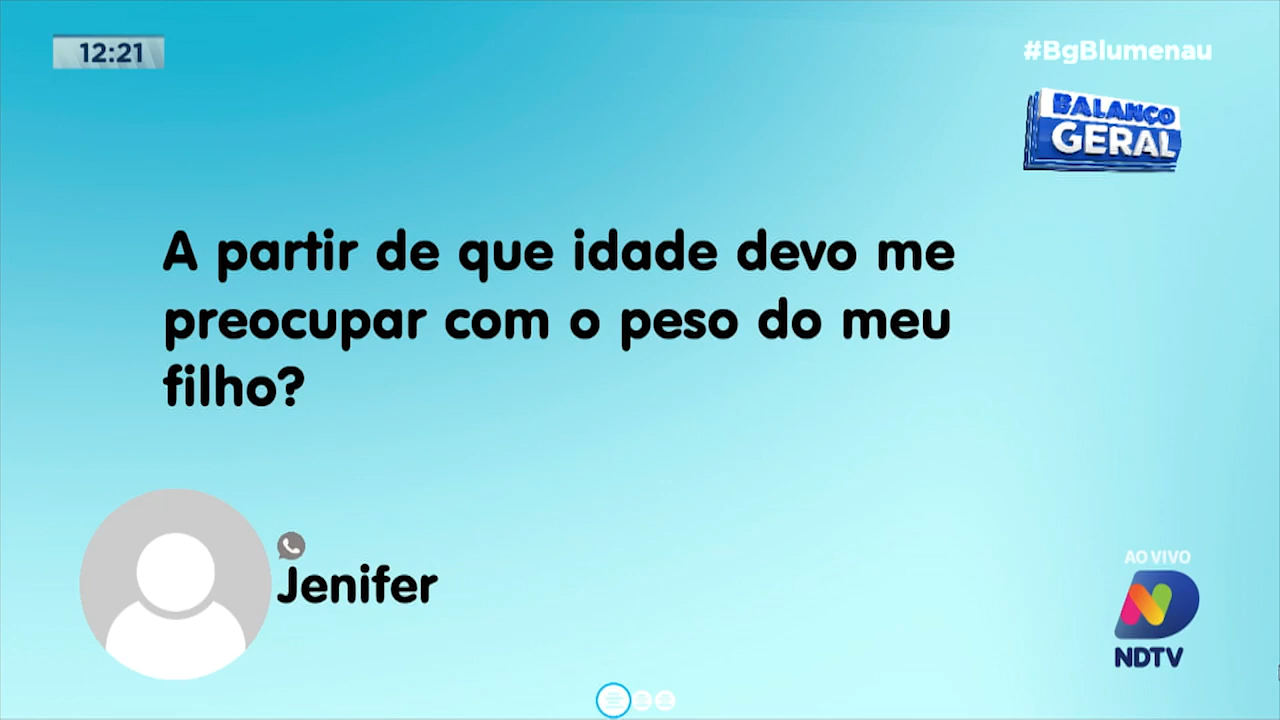 12:21
#BgBlumenau
BALANÇO
GERAL
A partir de que idade devo me
preocupar com o peso do meu
filho?
Jenifer
AO VIVO
NDTV